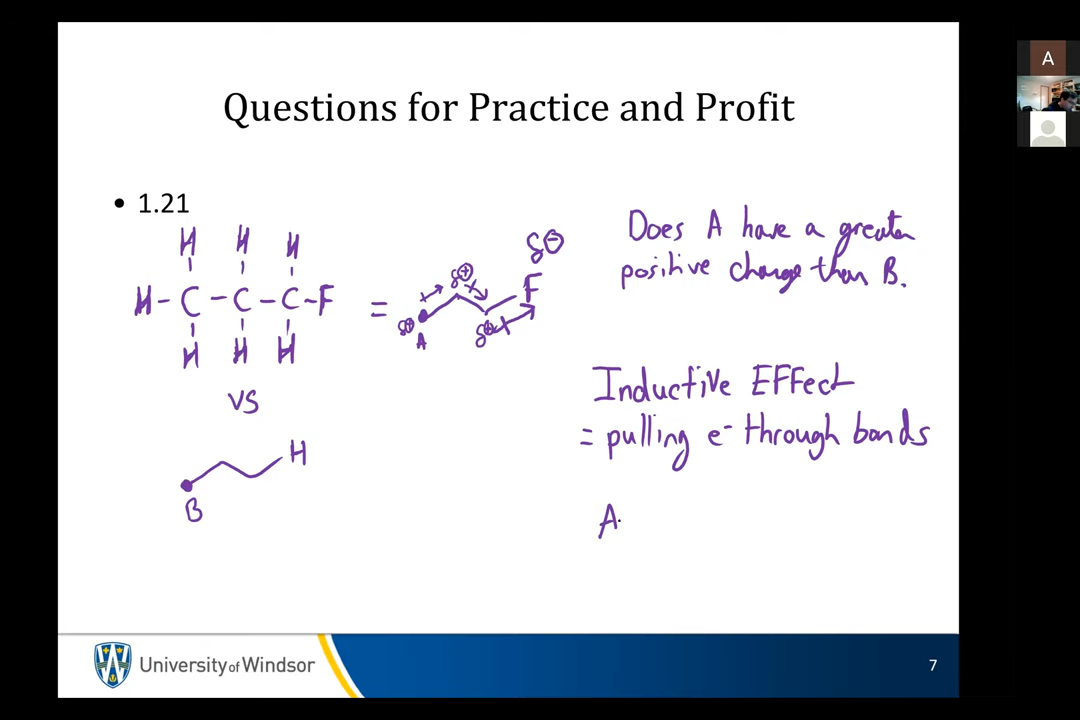 Questions for Practice and Profit
• 1.21
H H H
H-C-C-C-F
H H H
=
δ⊕ δ⊕ δ⊕ F δ⊖
A
vs
H
B
Does A have a greater
positive charge than B.
Inductive Effect
= pulling e⁻ through bonds
A
University of Windsor
7
A